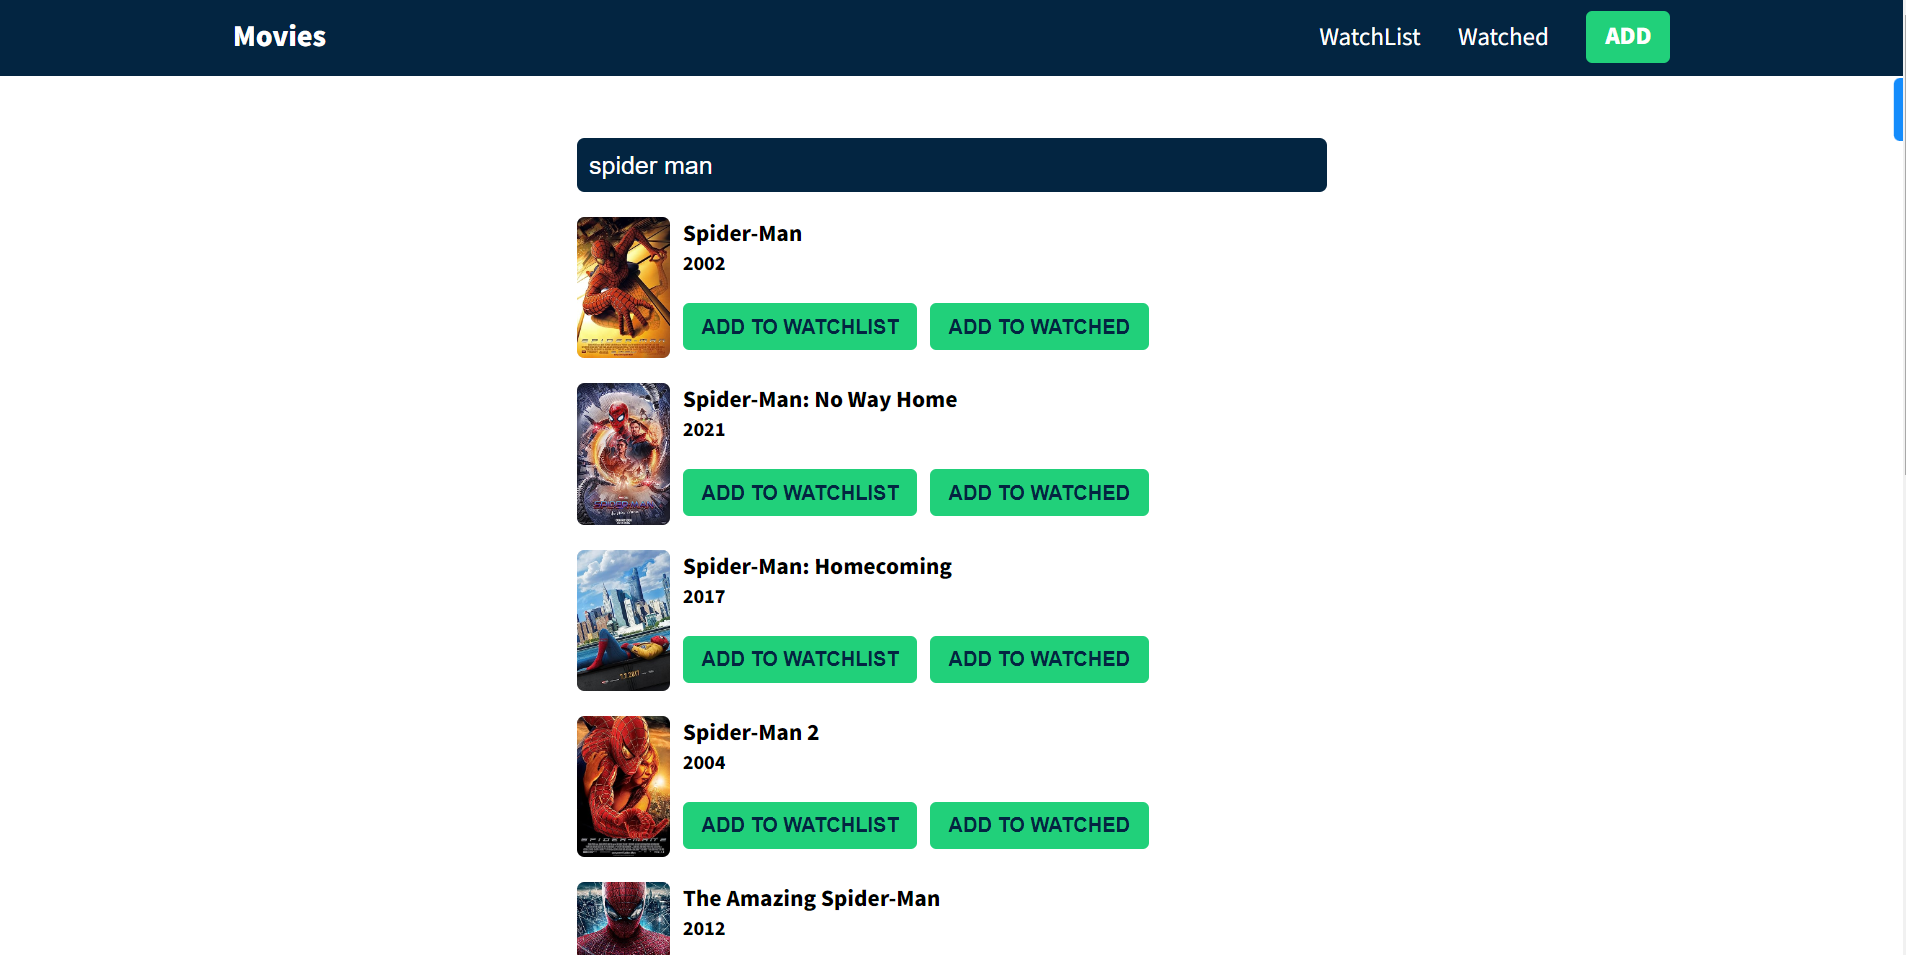 Movies
WatchList
Watched
ADD
spider man
Spider-Man
2002
ADD TO WATCHLIST
ADD TO WATCHED
Spider-Man: No Way Home
2021
ADD TO WATCHLIST
ADD TO WATCHED
Spider-Man: Homecoming
2017
ADD TO WATCHLIST
ADD TO WATCHED
Spider-Man 2
2004
ADD TO WATCHLIST
ADD TO WATCHED
The Amazing Spider-Man
2012